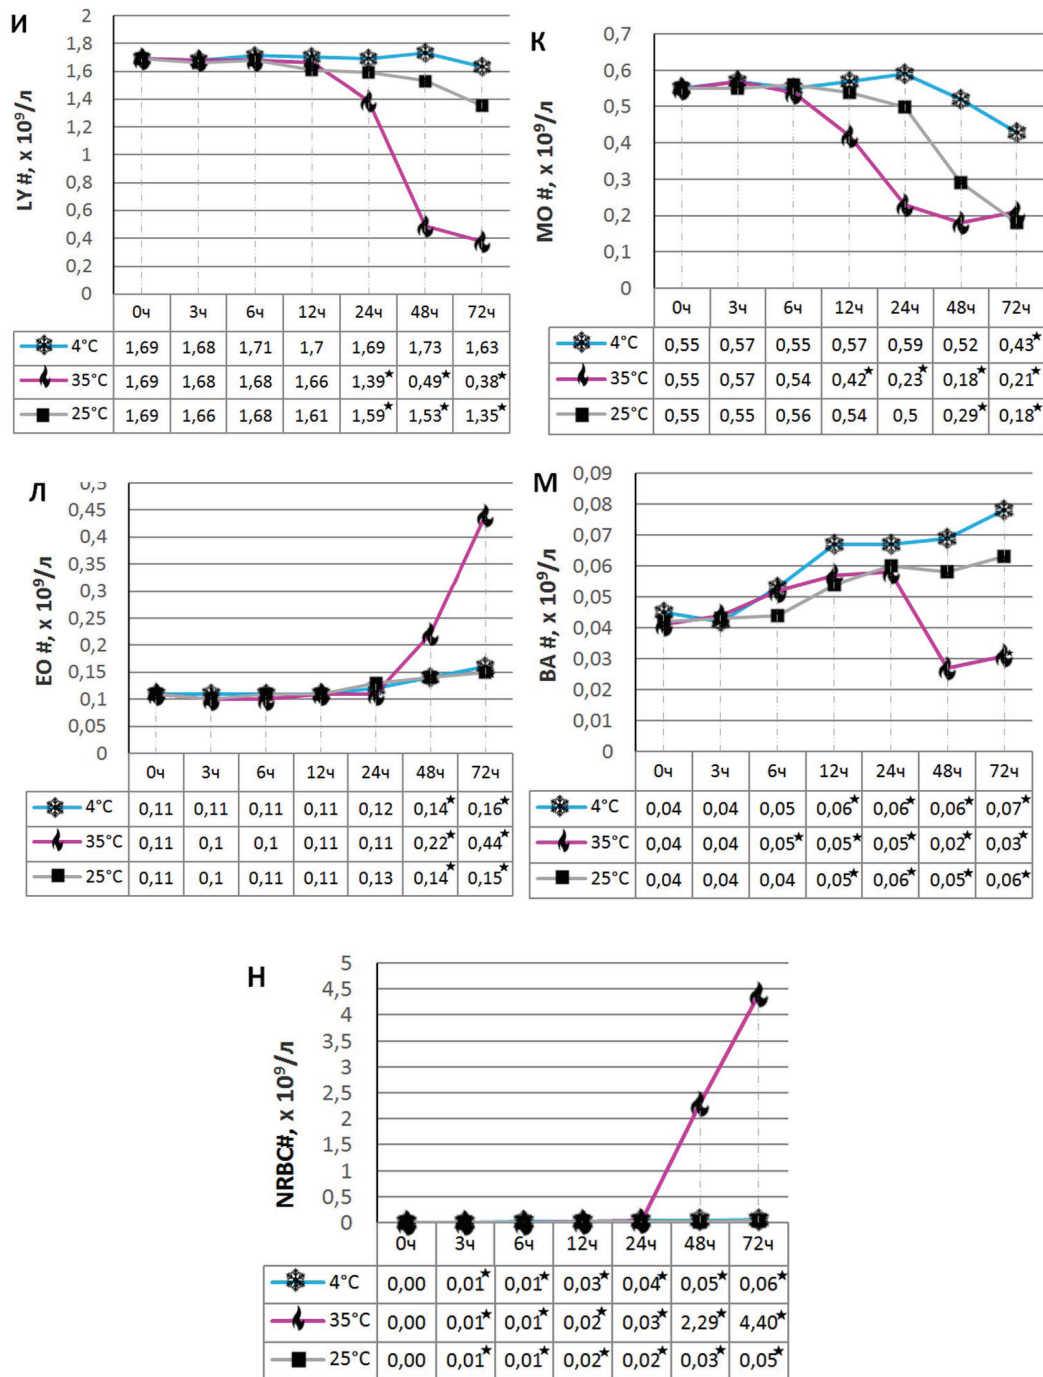 И
LY #, x 10⁹/л
2
1,8
1,6
1,4
1,2
1
0,8
0,6
0,4
0,2
0
0ч 3ч 6ч 12ч 24ч 48ч 72ч
4°C 1,69 1,68 1,71 1,7 1,69 1,73 1,63
35°C 1,69 1,68 1,68 1,66 1,39★ 0,49★ 0,38★
25°C 1,69 1,66 1,68 1,61 1,59★ 1,53★ 1,35★
К
MO #, x 10⁹/л
0,7
0,6
0,5
0,4
0,3
0,2
0,1
0
0ч 3ч 6ч 12ч 24ч 48ч 72ч
4°C 0,55 0,57 0,55 0,57 0,59 0,52 0,43★
35°C 0,55 0,57 0,54 0,42★ 0,23★ 0,18★ 0,21★
25°C 0,55 0,55 0,56 0,54 0,5 0,29★ 0,18★
Л
EO #, x 10⁹/л
0,5
0,45
0,4
0,35
0,3
0,25
0,2
0,15
0,1
0,05
0
0ч 3ч 6ч 12ч 24ч 48ч 72ч
4°C 0,11 0,11 0,11 0,11 0,12 0,14★ 0,16★
35°C 0,11 0,1 0,1 0,11 0,11 0,22★ 0,44★
25°C 0,11 0,1 0,11 0,11 0,13 0,14★ 0,15★
М
BA #, x 10⁹/л
0,09
0,08
0,07
0,06
0,05
0,04
0,03
0,02
0,01
0
0ч 3ч 6ч 12ч 24ч 48ч 72ч
4°C 0,04 0,04 0,05 0,06★ 0,06★ 0,06★ 0,07★
35°C 0,04 0,04 0,05★ 0,05★ 0,05★ 0,02★ 0,03★
25°C 0,04 0,04 0,04 0,05★ 0,06★ 0,05★ 0,06★
Н
NRBC#, x 10⁹/л
5
4,5
4
3,5
3
2,5
2
1,5
1
0,5
0
0ч 3ч 6ч 12ч 24ч 48ч 72ч
4°C 0,00 0,01★ 0,01★ 0,03★ 0,04★ 0,05★ 0,06★
35°C 0,00 0,01★ 0,01★ 0,02★ 0,03★ 2,29★ 4,40★
25°C 0,00 0,01★ 0,01★ 0,02★ 0,02★ 0,03★ 0,05★